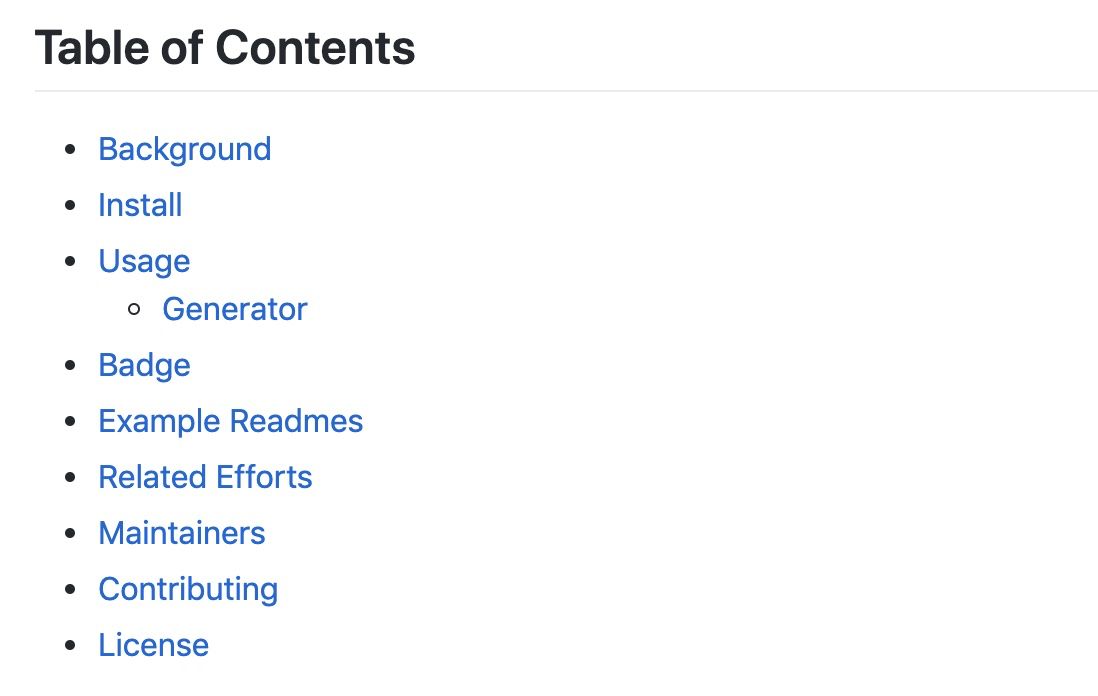 Table of Contents
Background
Install
Usage
Generator
Badge
Example Readmes
Related Efforts
Maintainers
Contributing
License